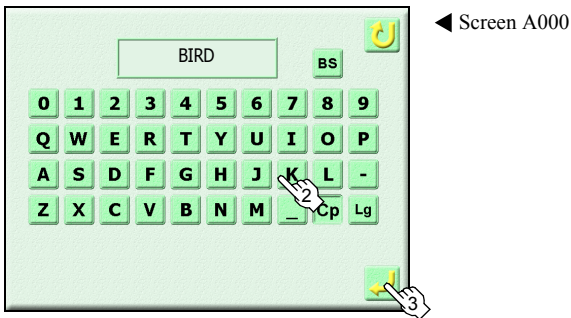 ◀ Screen A000
BIRD
BS
0 1 2 3 4 5 6 7 8 9
Q W E R T Y U I O P
A S D F G H J K L -
Z X C V B N M _ Cp Lg
2
3